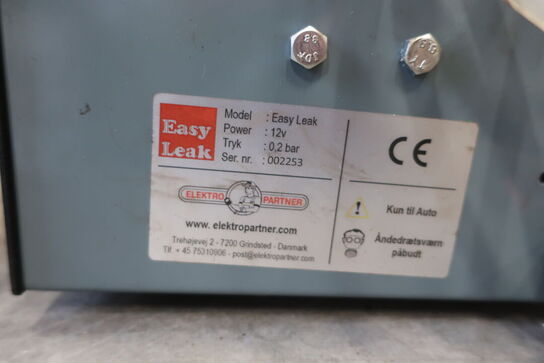 Easy
Leak
Model : Easy Leak
Power : 12v
Tryk : 0,2 bar
Ser. nr. : 002253
CE
ELEKTRO PARTNER
www. elektropartner.com
Trehøjevej 2 - 7200 Grindsted - Danmark
Tlf. + 45 75310906 - post@elektropartner.com
Kun til Auto
Åndedrætsværn
påbudt